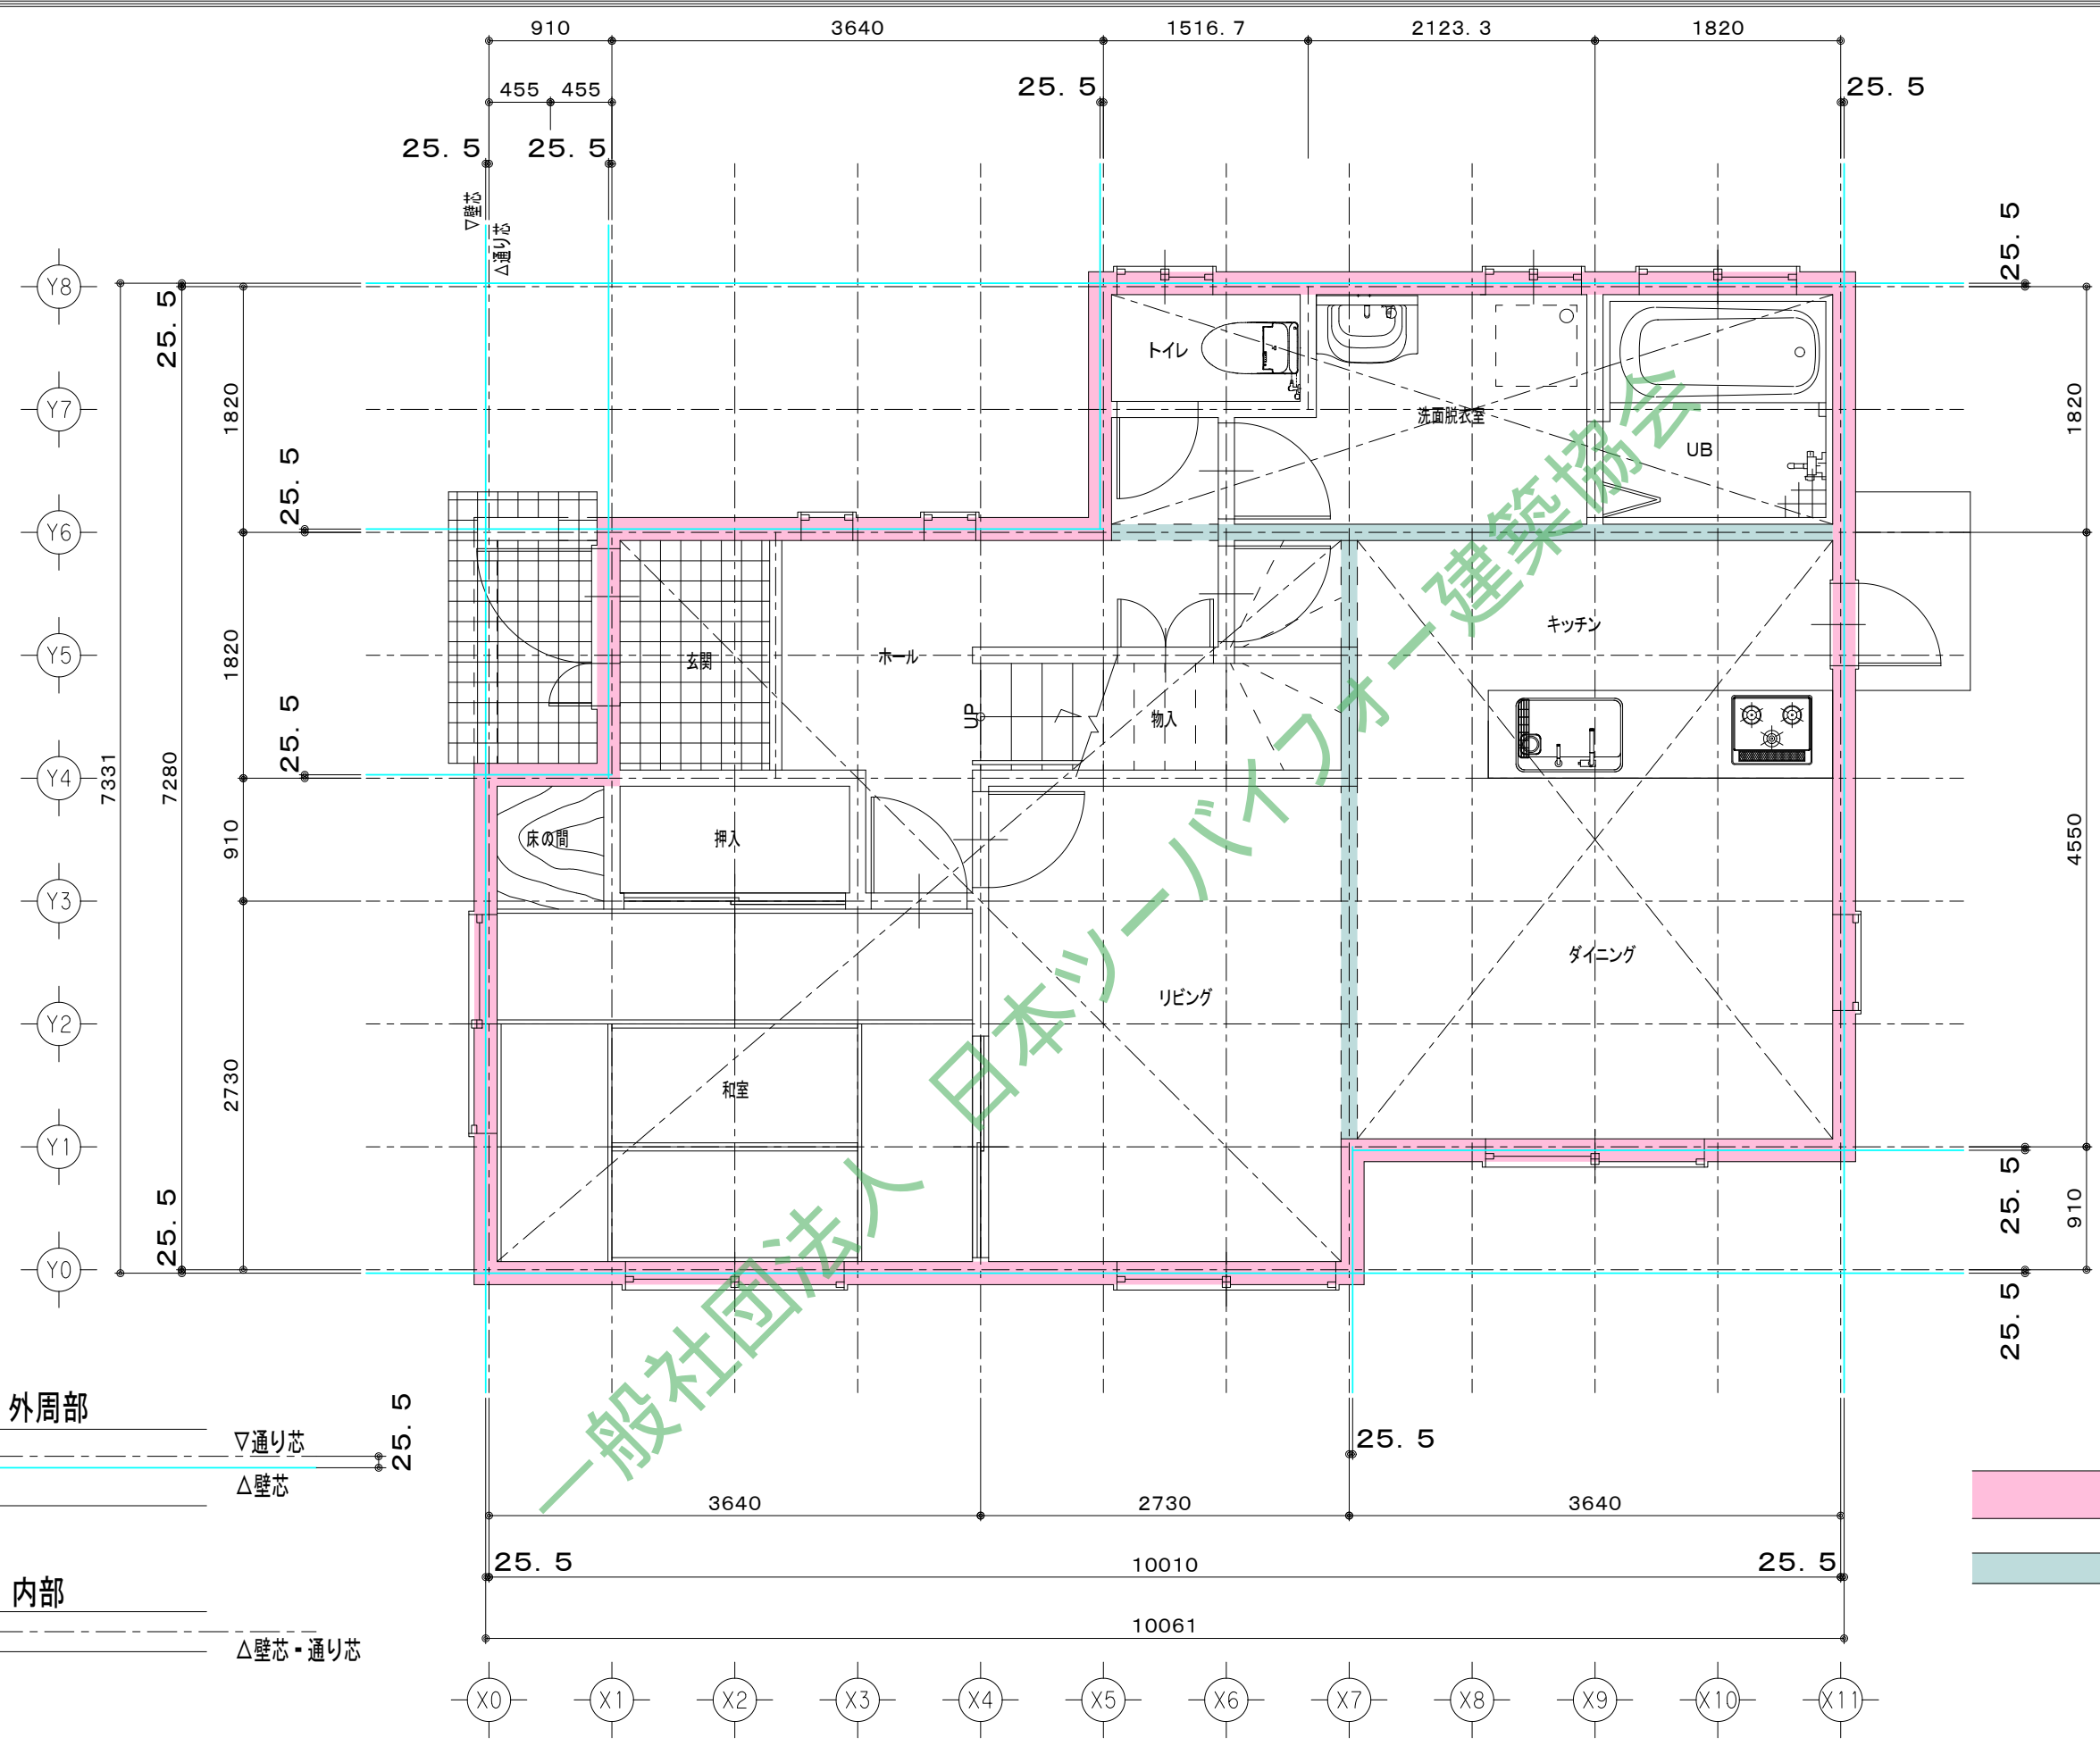 910
3640
1516. 7
2123. 3
1820
455
455
25. 5
25. 5
25. 5
25. 5
▽壁芯
△通り芯
25. 5
Y8
25. 5
1820
トイレ
1820
Y7
洗面脱衣室
UB
25. 5
Y6
キッチン
1820
Y5
玄関
ホール
25. 5
UP
物入
Y4
7331
7280
910
床の間
押入
4550
Y3
ダイニング
リビング
Y2
2730
和室
Y1
25. 5
25. 5
910
Y0
25. 5
一般社団法人 日本ツーバイフォー建築協会
外周部
▽通り芯
25. 5
△壁芯
25. 5
3640
2730
3640
25. 5
10010
25. 5
内部
10061
△壁芯・通り芯
X0
X1
X2
X3
X4
X5
X6
X7
X8
X9
X10
X11